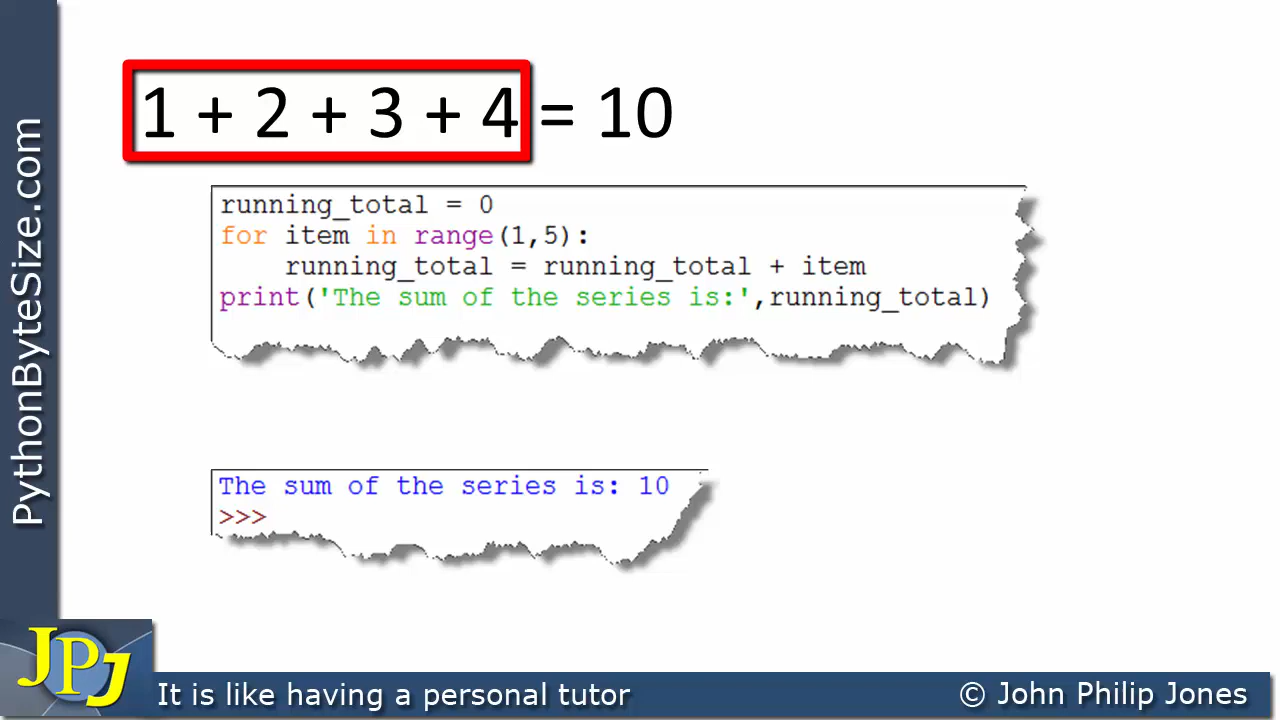 1 + 2 + 3 + 4 = 10
running_total = 0
for item in range(1,5):
    running_total = running_total + item
print('The sum of the series is:',running_total)
The sum of the series is: 10
>>>
PythonByteSize.com
JPJ
It is like having a personal tutor
© John Philip Jones